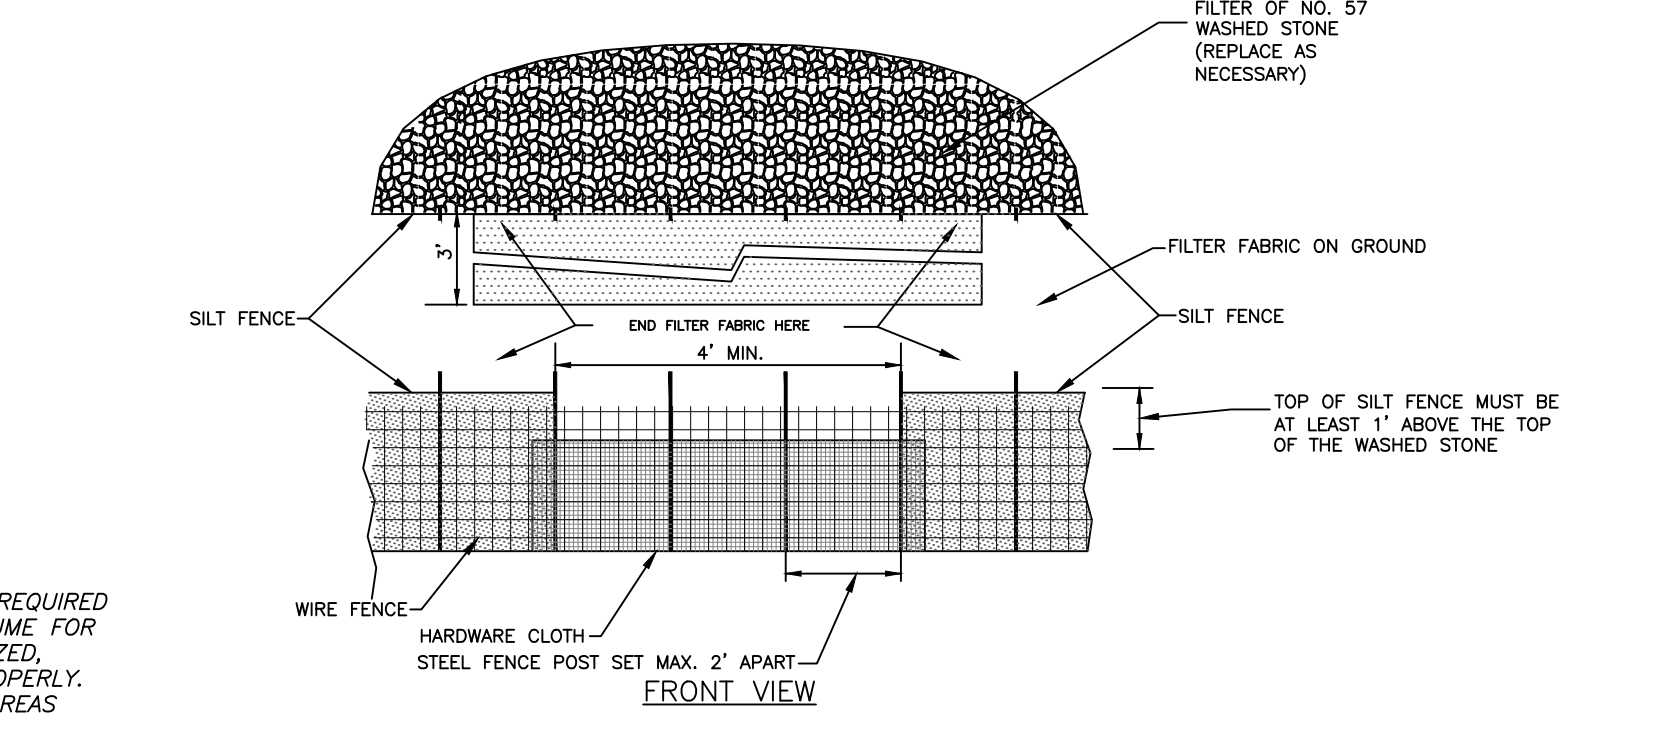 FILTER OF NO. 57
WASHED STONE
(REPLACE AS
NECESSARY)
3'
FILTER FABRIC ON GROUND
SILT FENCE
END FILTER FABRIC HERE
SILT FENCE
4' MIN.
TOP OF SILT FENCE MUST BE
AT LEAST 1' ABOVE THE TOP
OF THE WASHED STONE
WIRE FENCE
HARDWARE CLOTH
STEEL FENCE POST SET MAX. 2' APART
FRONT VIEW
REQUIRED
FOR